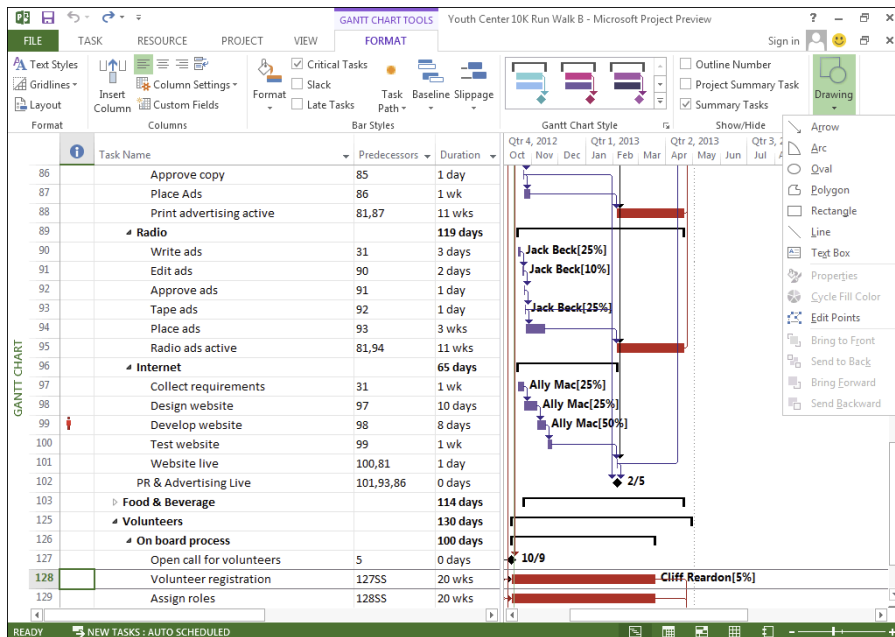 GANTT CHART TOOLS Youth Center 10K Run Walk B - Microsoft Project Preview
FILE TASK RESOURCE PROJECT VIEW FORMAT Sign in
Text Styles
Gridlines
Layout
Format
Insert Column
Column Settings
Custom Fields
Columns
Format
Critical Tasks
Slack
Late Tasks
Task Path
Baseline
Slippage
Bar Styles
Gantt Chart Style
Outline Number
Project Summary Task
Summary Tasks
Show/Hide
Drawing
Arrow
Arc
Oval
Polygon
Rectangle
Line
Text Box
Properties
Cycle Fill Color
Edit Points
Bring to Front
Send to Back
Bring Forward
Send Backward
Qtr 4, 2012 Qtr 1, 2013 Qtr 2, 2013 Qtr 3, 2
Task Name Predecessors Duration Oct Nov Dec Jan Feb Mar Apr May Jun Jul
86 Approve copy 85 1 day
87 Place Ads 86 1 wk
88 Print advertising active 81,87 11 wks
89 Radio 119 days
90 Write ads 31 3 days Jack Beck[25%]
91 Edit ads 90 2 days Jack Beck[10%]
92 Approve ads 91 1 day
93 Tape ads 92 1 day Jack Beck[25%]
94 Place ads 93 3 wks
95 Radio ads active 81,94 11 wks
96 Internet 65 days
97 Collect requirements 31 1 wk Ally Mac[25%]
98 Design website 97 10 days Ally Mac[25%]
99 Develop website 98 8 days Ally Mac[50%]
100 Test website 99 1 wk
101 Website live 100,81 1 day
102 PR & Advertising Live 101,93,86 0 days 2/5
103 Food & Beverage 114 days
125 Volunteers 130 days
126 On board process 100 days
127 Open call for volunteers 5 0 days 10/9
128 Volunteer registration 127SS 20 wks Cliff Reardon[5%]
129 Assign roles 128SS 20 wks
GANTT CHART
READY NEW TASKS : AUTO SCHEDULED